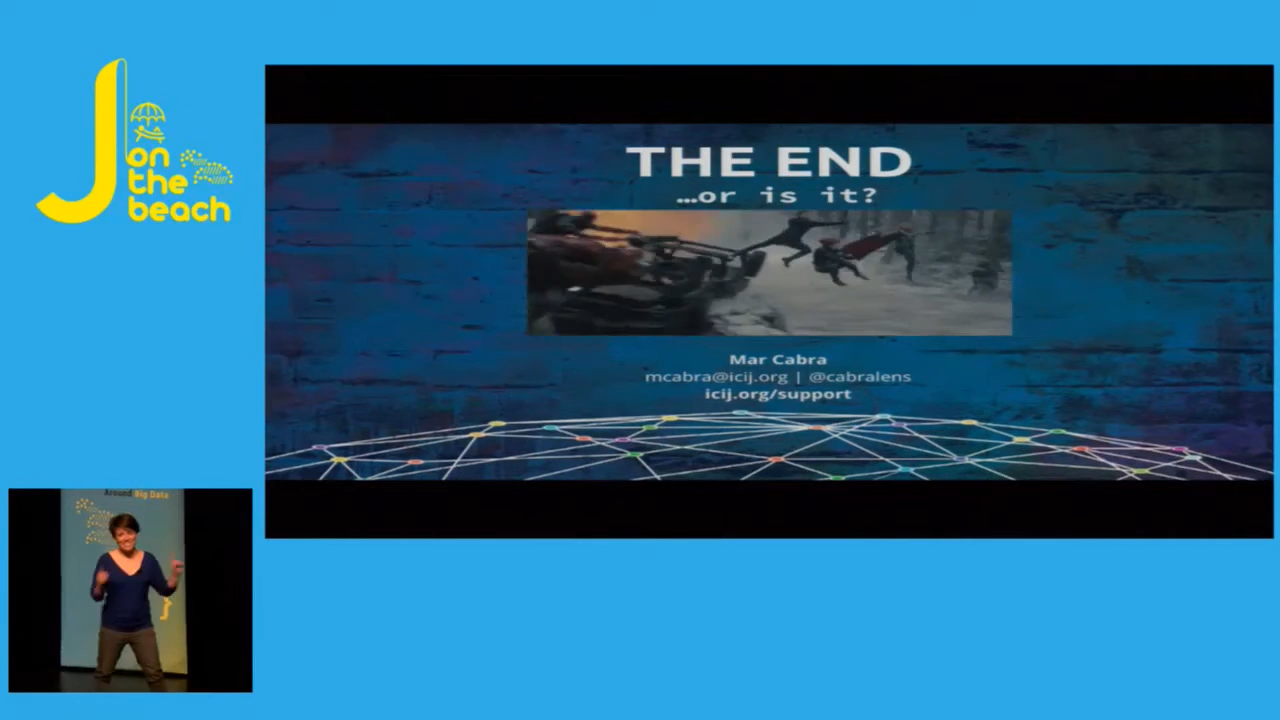 J on
the
beach
THE END
...or is it?
Mar Cabra
mcabra@icij.org | @cabralens
icij.org/support
Around Big Data